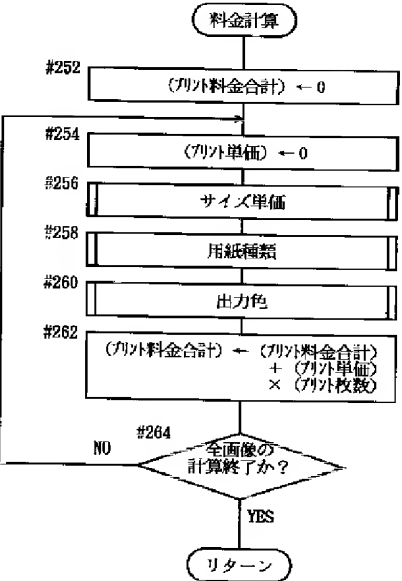 料金計算
#252
(プリント料金合計) ← 0
#254
(プリント単価) ← 0
#256
サイズ単価
#258
用紙種類
#260
出力色
#262
(プリント料金合計) ← (プリント料金合計)
+ (プリント単価)
× (プリント枚数)
#264
全画像の
計算終了か?
NO
YES
リターン